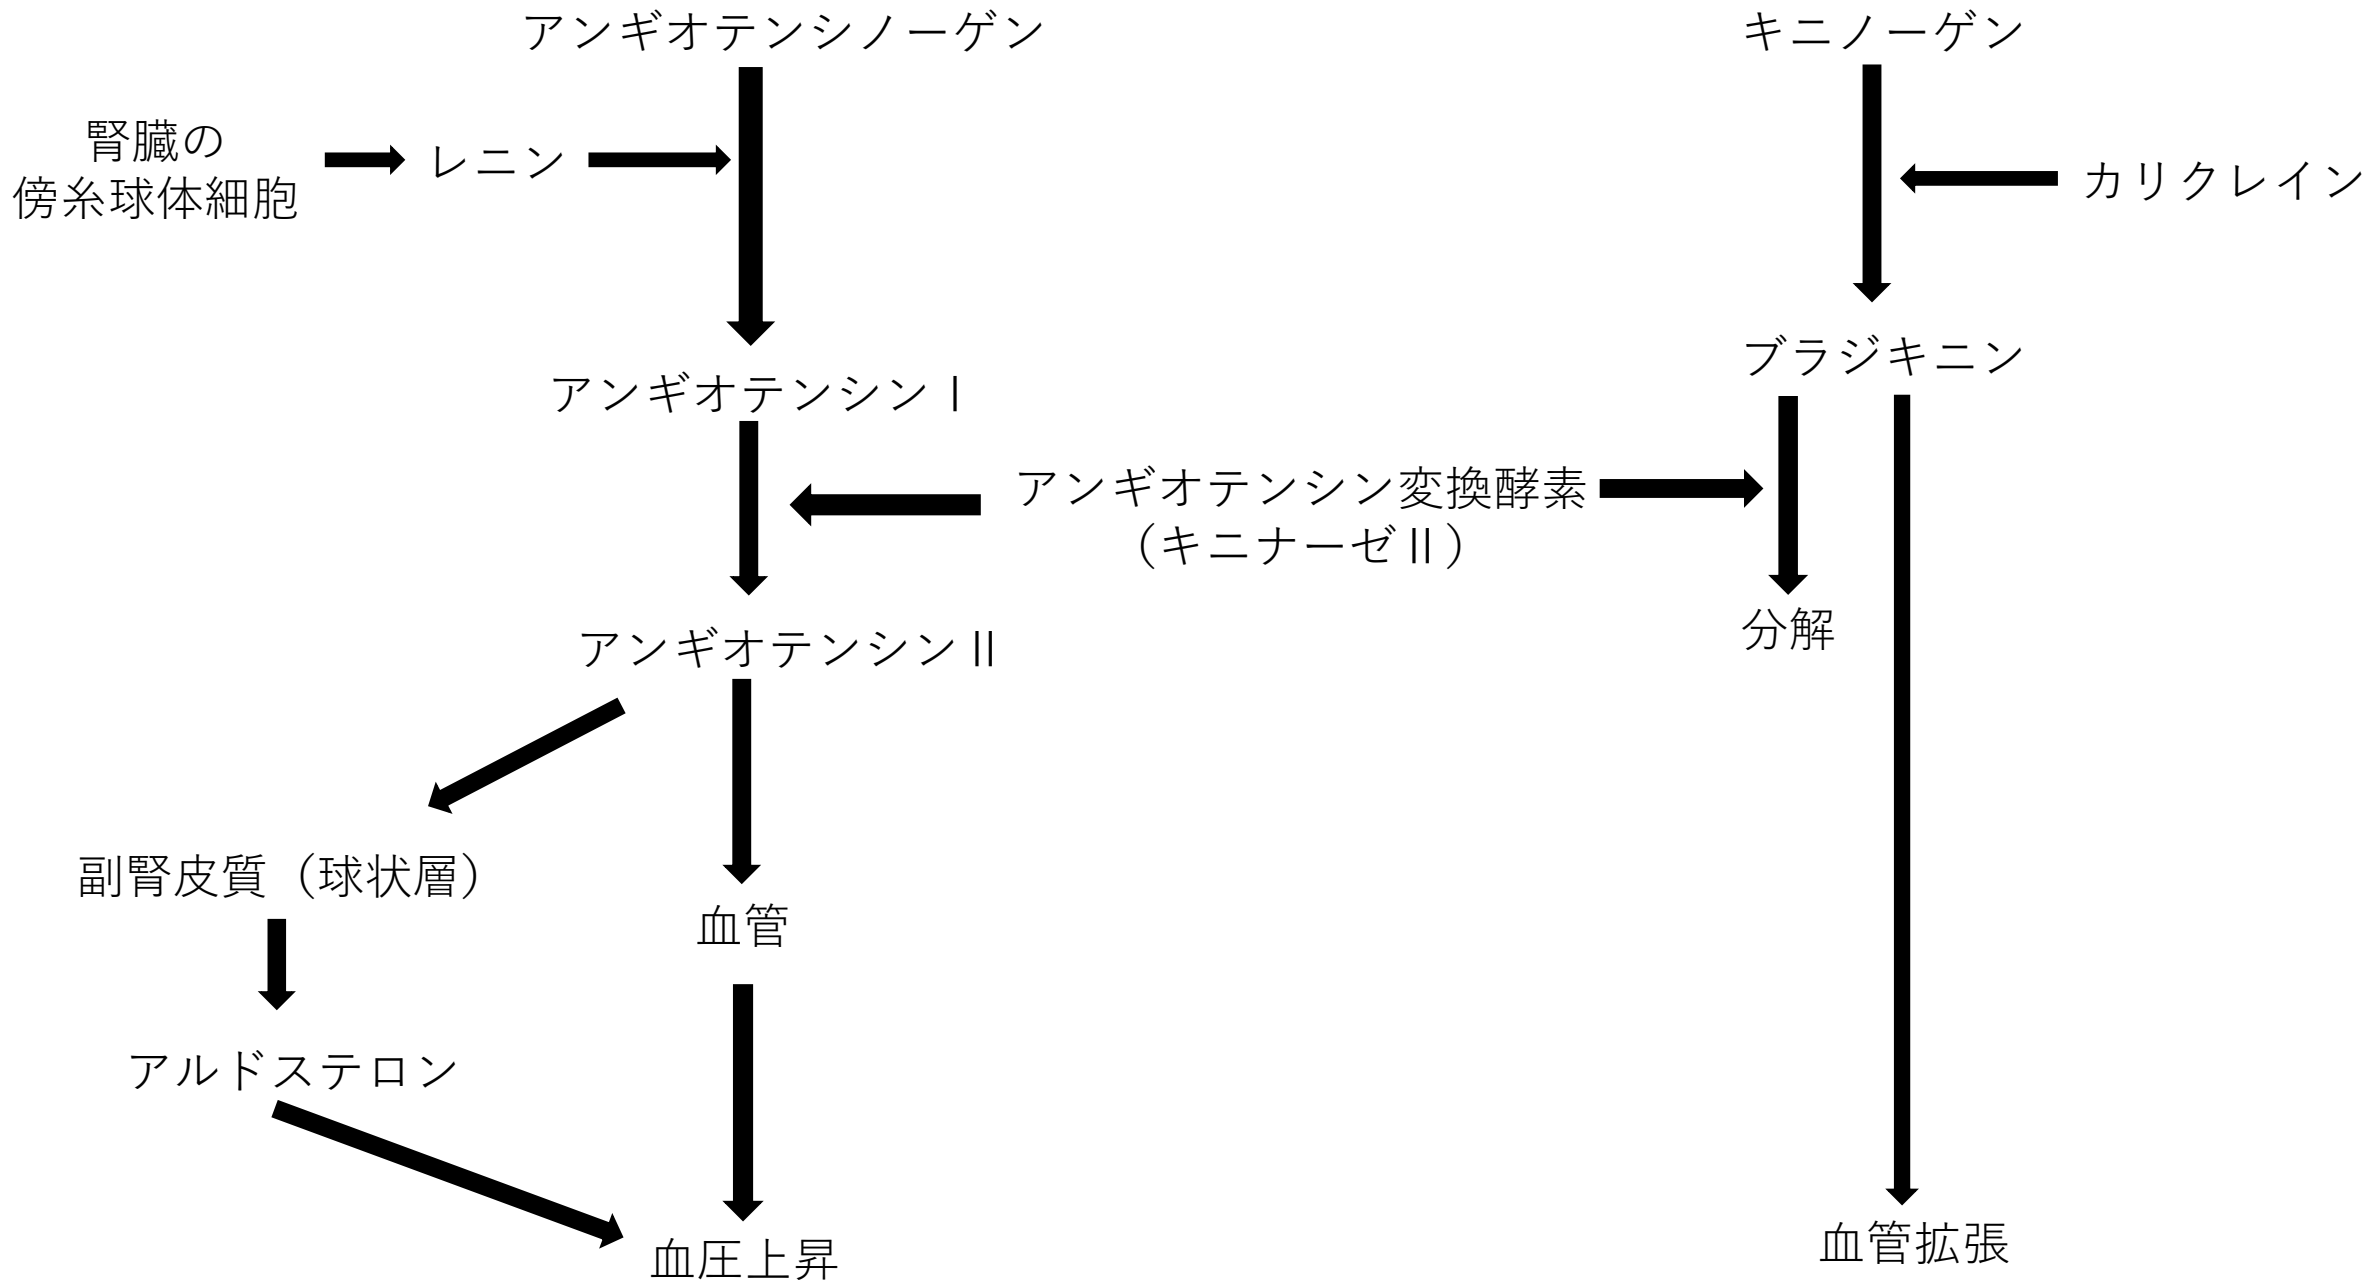 アンギオテンシノーゲン
キニノーゲン
腎臓の
傍糸球体細胞
レニン
カリクレイン
ブラジキニン
アンギオテンシンⅠ
アンギオテンシン変換酵素
（キニナーゼⅡ）
分解
アンギオテンシンⅡ
副腎皮質（球状層）
血管
アルドステロン
血圧上昇
血管拡張